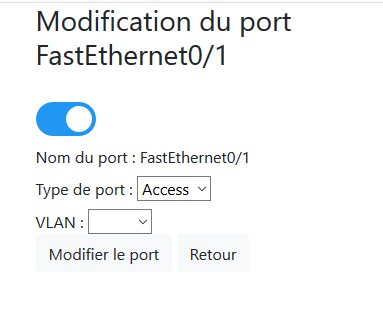 Modification du port
FastEthernet0/1
Nom du port : FastEthernet0/1
Type de port : Access
VLAN :
Modifier le port Retour